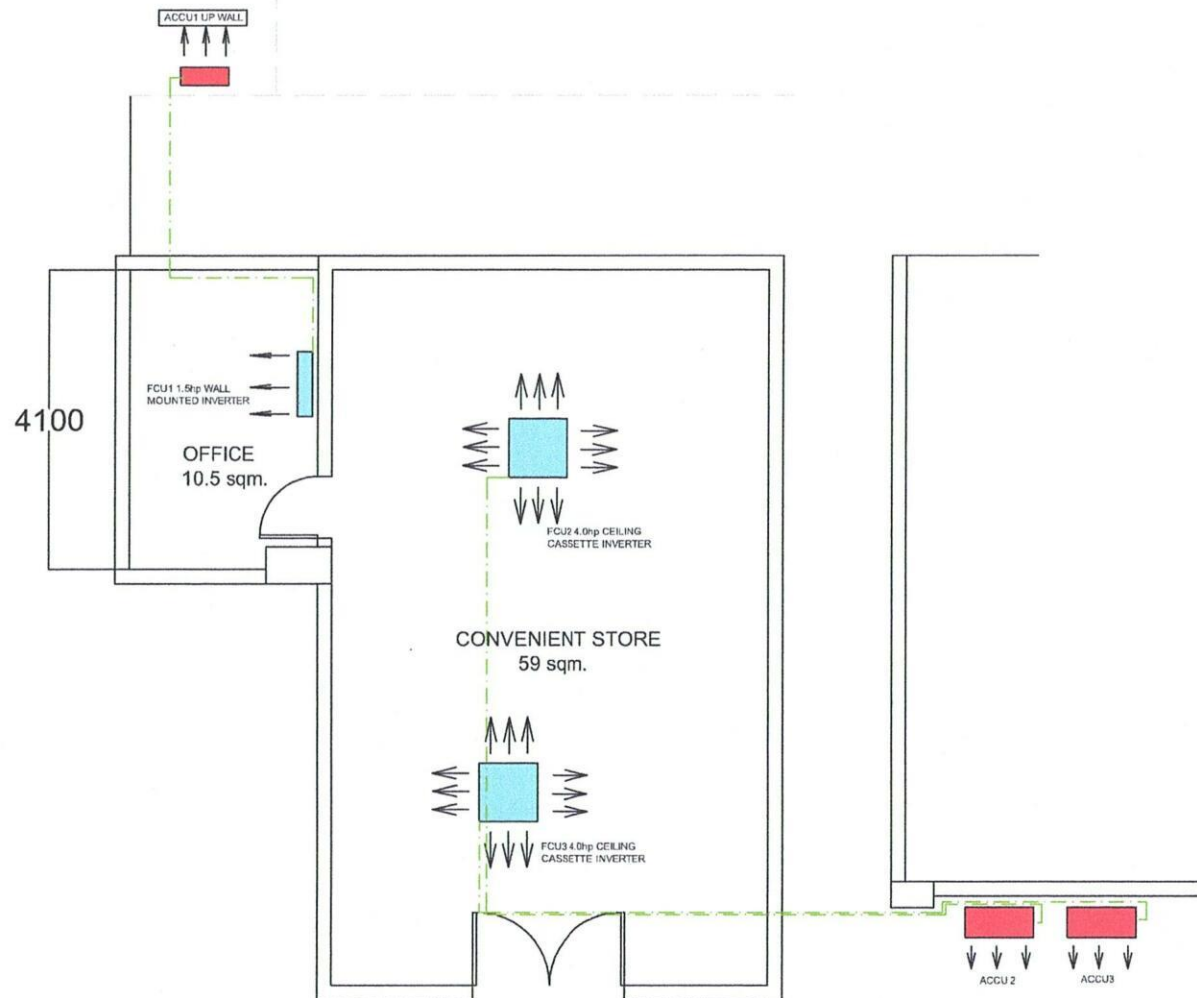 ACCU1 UP WALL
FCU1 1.5hp WALL
MOUNTED INVERTER
4100
OFFICE
10.5 sqm.
FCU2 4.0hp CEILING
CASSETTE INVERTER
CONVENIENT STORE
59 sqm.
FCU3 4.0hp CEILING
CASSETTE INVERTER
ACCU 2
ACCU3